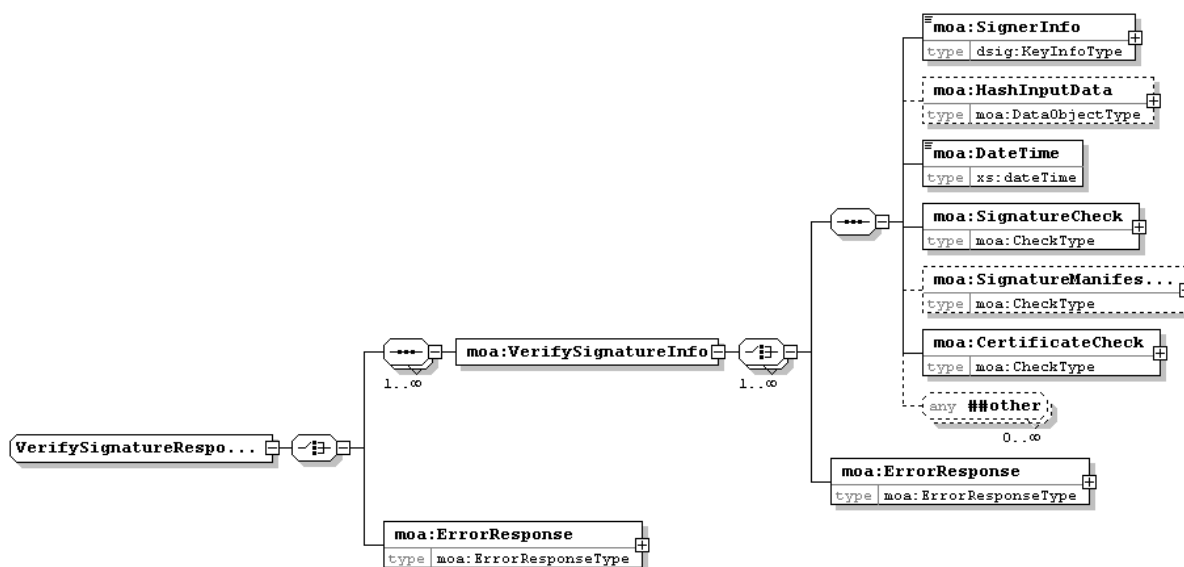 moa:SignerInfo
type dsig:KeyInfoType
moa:HashInputData
type moa:DataObjectType
moa:DateTime
type xs:dateTime
moa:SignatureCheck
type moa:CheckType
moa:SignatureManifes...
type moa:CheckType
moa:VerifySignatureInfo
1..∞
1..∞
moa:CertificateCheck
type moa:CheckType
any ##other
0..∞
VerifySignatureRespo...
moa:ErrorResponse
type moa:ErrorResponseType
moa:ErrorResponse
type moa:ErrorResponseType